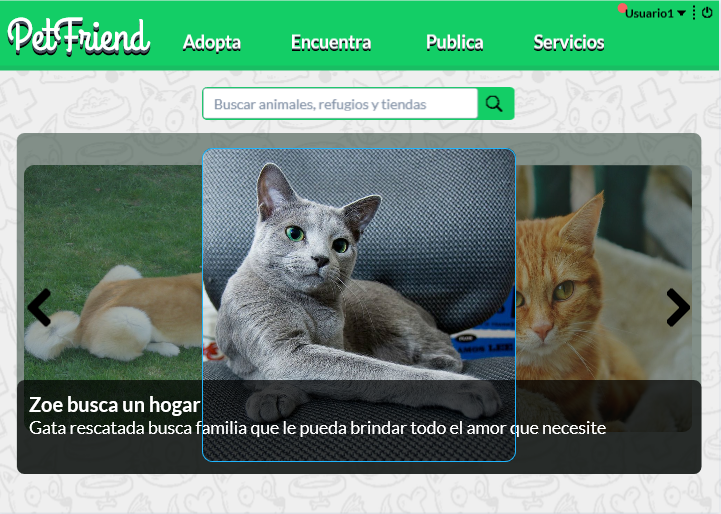 Usuario1
PetFriend
Adopta
Encuentra
Publica
Servicios
Buscar animales, refugios y tiendas
Zoe busca un hogar
Gata rescatada busca familia que le pueda brindar todo el amor que necesite